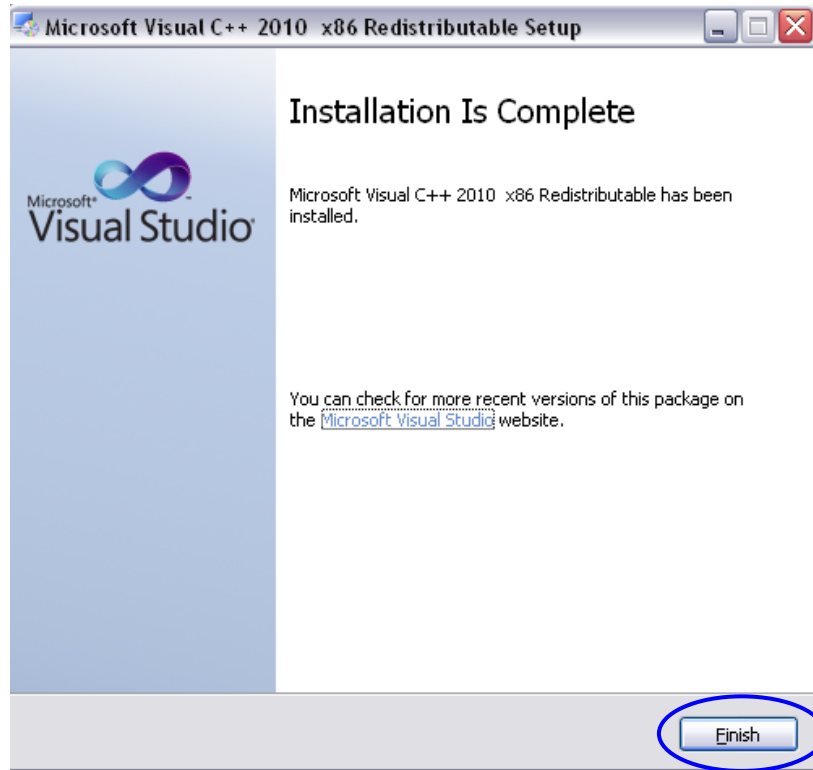 Microsoft Visual C++ 2010  x86 Redistributable Setup
Installation Is Complete
Microsoft Visual C++ 2010  x86 Redistributable has been
installed.
Microsoft®
Visual Studio®
You can check for more recent versions of this package on
the Microsoft Visual Studio website.
Finish